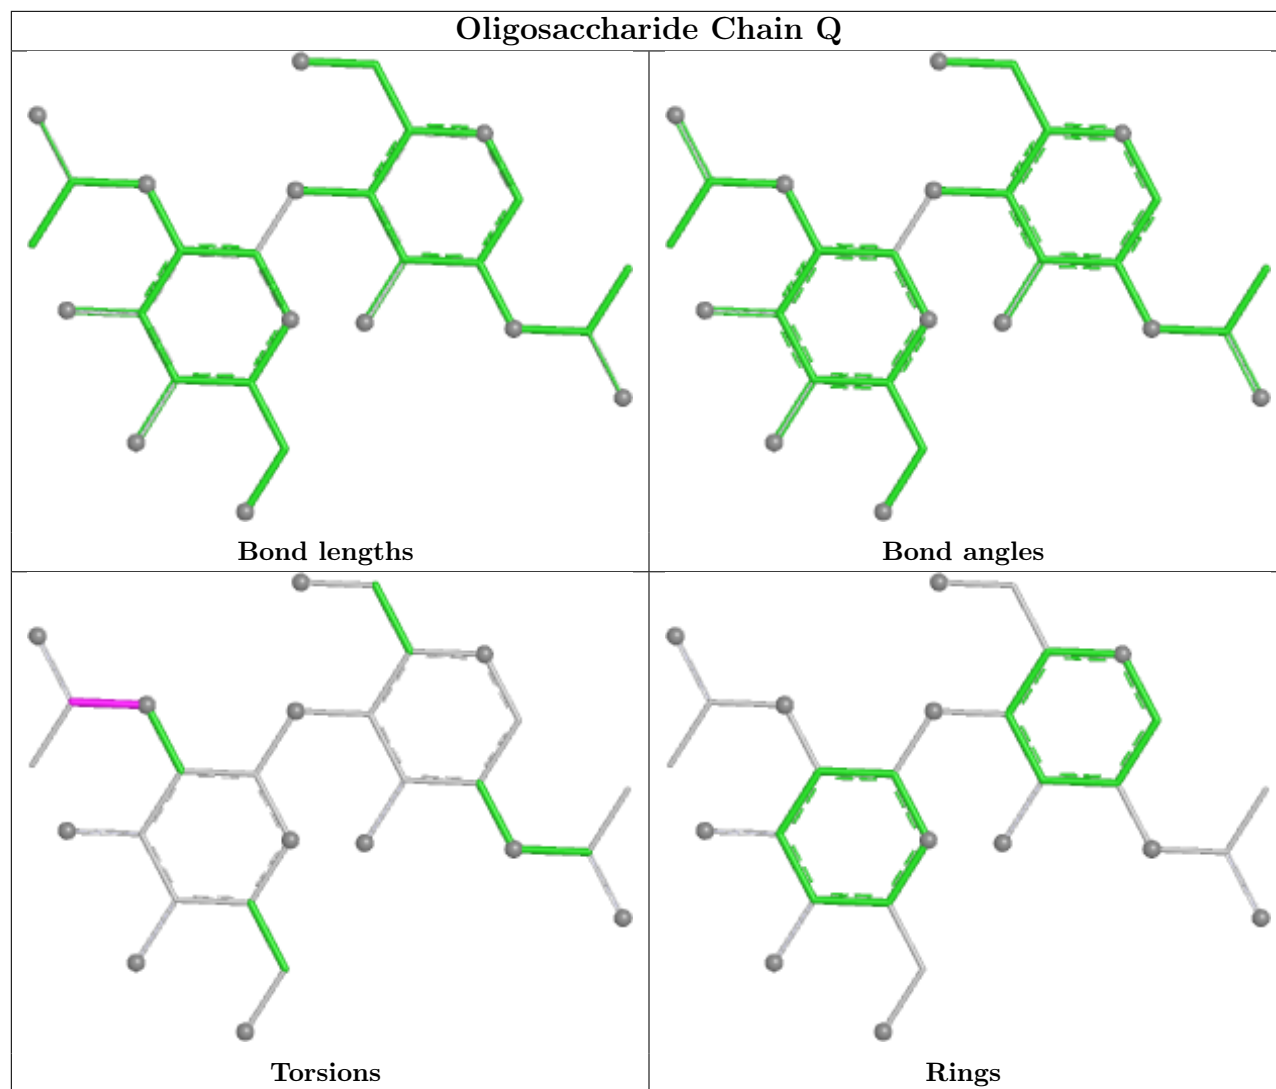 Oligosaccharide Chain Q
Bond lengths
Bond angles
Torsions
Rings